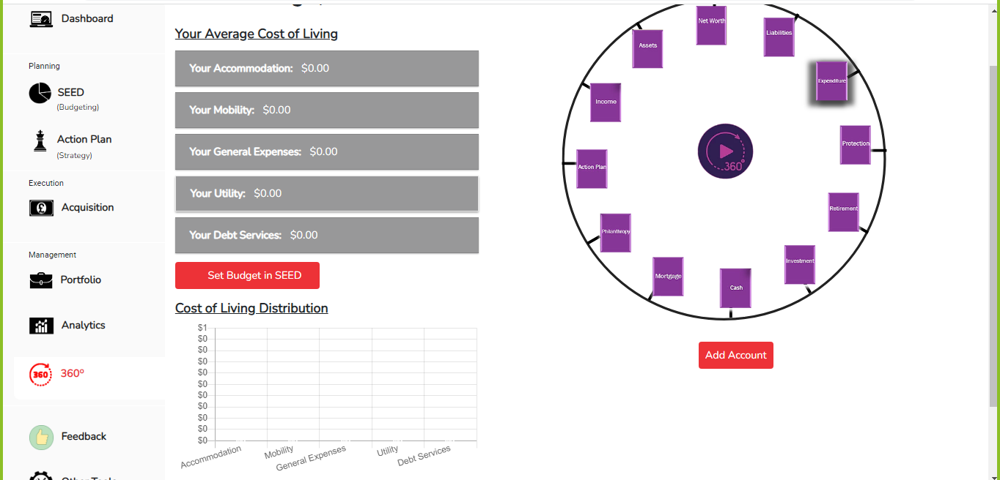 Dashboard
Planning
SEED
(Budgeting)
Action Plan
(Strategy)
Execution
Acquisition
Management
Portfolio
Analytics
360
360º
Feedback
Your Average Cost of Living
Your Accommodation: $0.00
Your Mobility: $0.00
Your General Expenses: $0.00
Your Utility: $0.00
Your Debt Services: $0.00
Set Budget in SEED
Cost of Living Distribution
$1
$0
$0
$0
$0
$0
$0
$0
$0
$0
$0
Accommodation
Mobility
General Expenses
Utility
Debt Services
Net Worth
Liabilities
Assets
Expenditure
Income
Protection
Action Plan
360°
Retirement
Philanthropy
Investment
Mortgage
Cash
Add Account